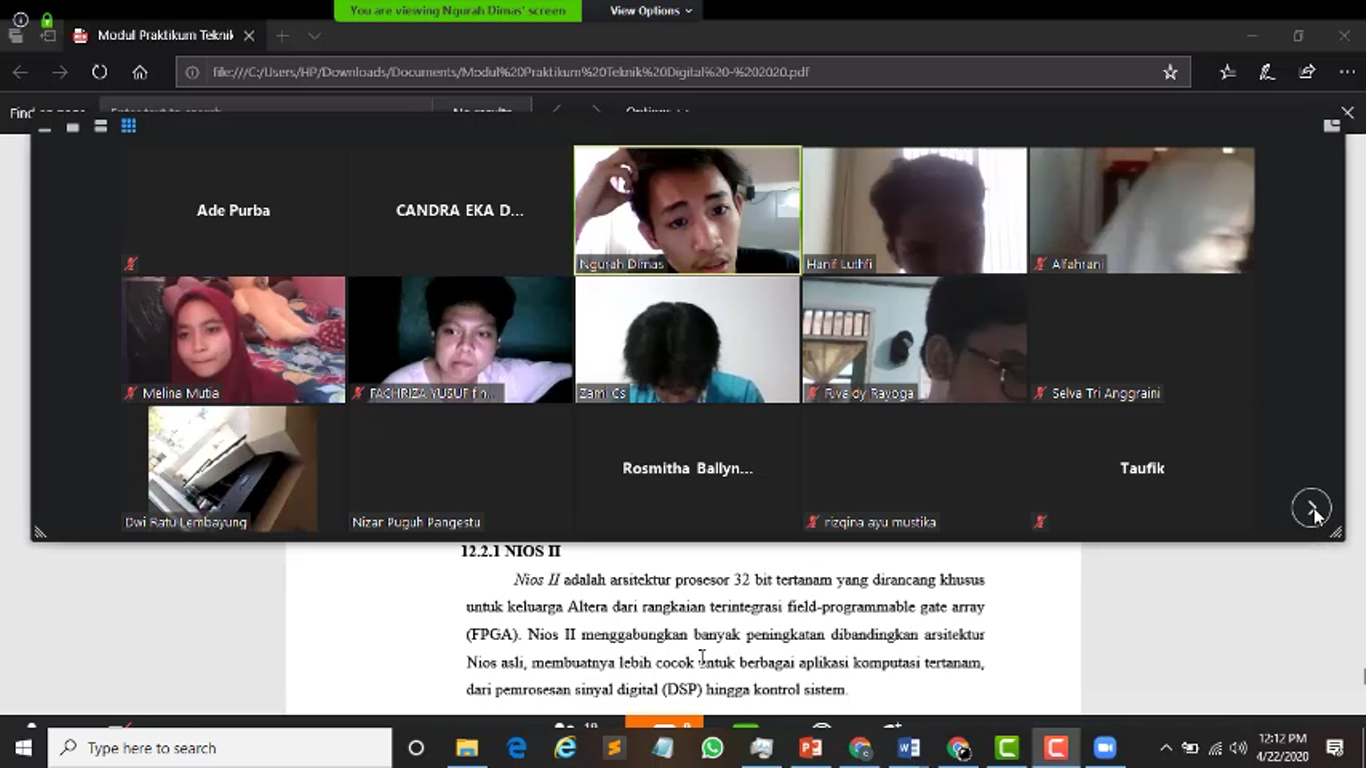 You are viewing Ngurah Dimas' screen
View Options
Modul Praktikum Teknik
file:///C:/Users/HP/Downloads/Documents/Modul%20Praktikum%20Teknik%20Digital%20-%202020.pdf
Find on page
Enter text to search
No results
Options
Ade Purba
CANDRA EKA D...
Ngurah Dimas
Hanif Luthfi
Alfahrani
Melina Mutia
FACHRIZA YUSUF
Zami Cs
Rivaldy Rayoga
Selva Tri Anggraini
Dwi Ratu Lembayung
Nizar Puguh Pangestu
Rosmitha Ballyn...
rizqina ayu mustika
Taufik
12.2.1 NIOS II
Nios II adalah arsitektur prosesor 32 bit tertanam yang dirancang khusus
untuk keluarga Altera dari rangkaian terintegrasi field-programmable gate array
(FPGA). Nios II menggabungkan banyak peningkatan dibandingkan arsitektur
Nios asli, membuatnya lebih cocok untuk berbagai aplikasi komputasi tertanam,
dari pemrosesan sinyal digital (DSP) hingga kontrol sistem.
Type here to search
12:12 PM
4/22/2020